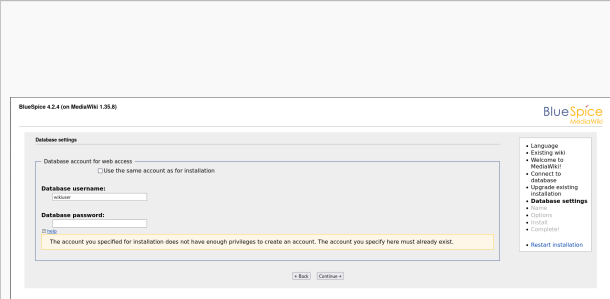 BlueSpice 4.2.4 (on MediaWiki 1.35.8)
BlueSpice
MediaWiki
Database settings
Database account for web access
Use the same account as for installation
Database username:
wikiuser
Database password:
help
The account you specified for installation does not have enough privileges to create an account. The account you specify here must already exist.
← Back
Continue →
Language
Existing wiki
Welcome to
MediaWiki!
Connect to
database
Upgrade existing
installation
Database settings
Name
Options
Install
Complete!
Restart installation